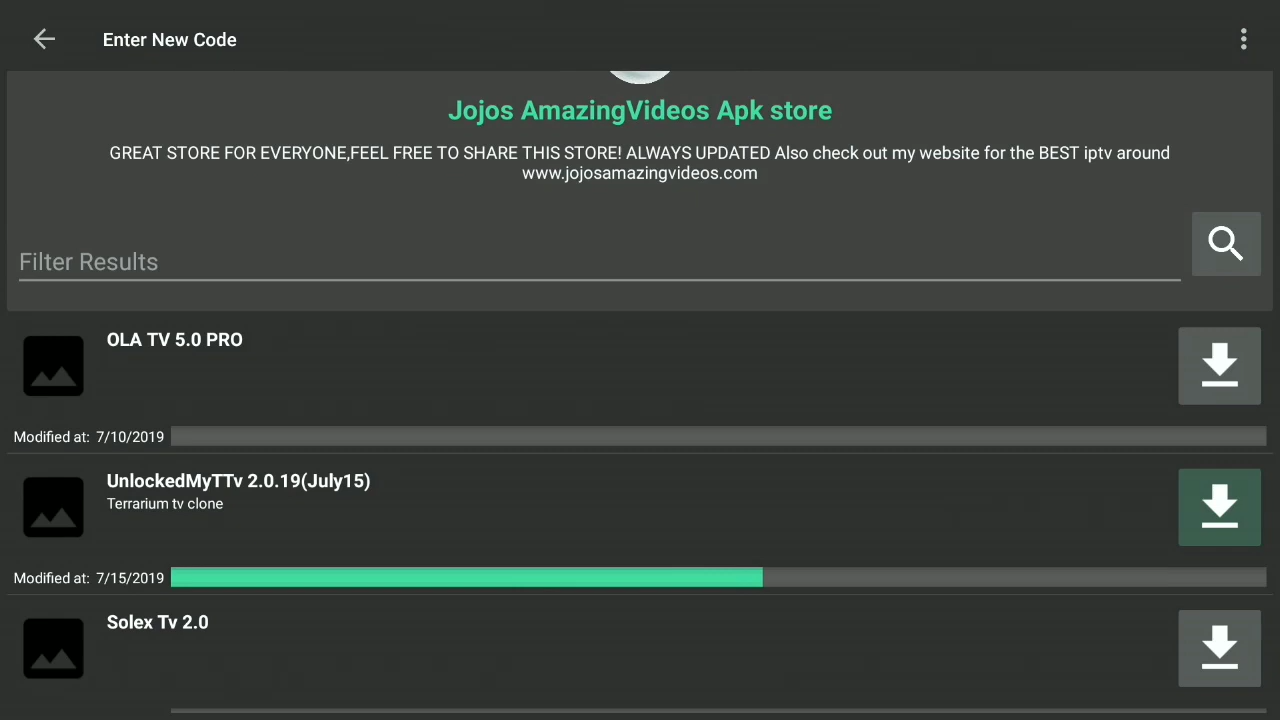 Enter New Code
Jojos AmazingVideos Apk store
GREAT STORE FOR EVERYONE,FEEL FREE TO SHARE THIS STORE! ALWAYS UPDATED Also check out my website for the BEST iptv around
www.jojosamazingvideos.com
Filter Results
OLA TV 5.0 PRO
Modified at: 7/10/2019
UnlockedMyTTv 2.0.19(July15)
Terrarium tv clone
Modified at: 7/15/2019
Solex Tv 2.0